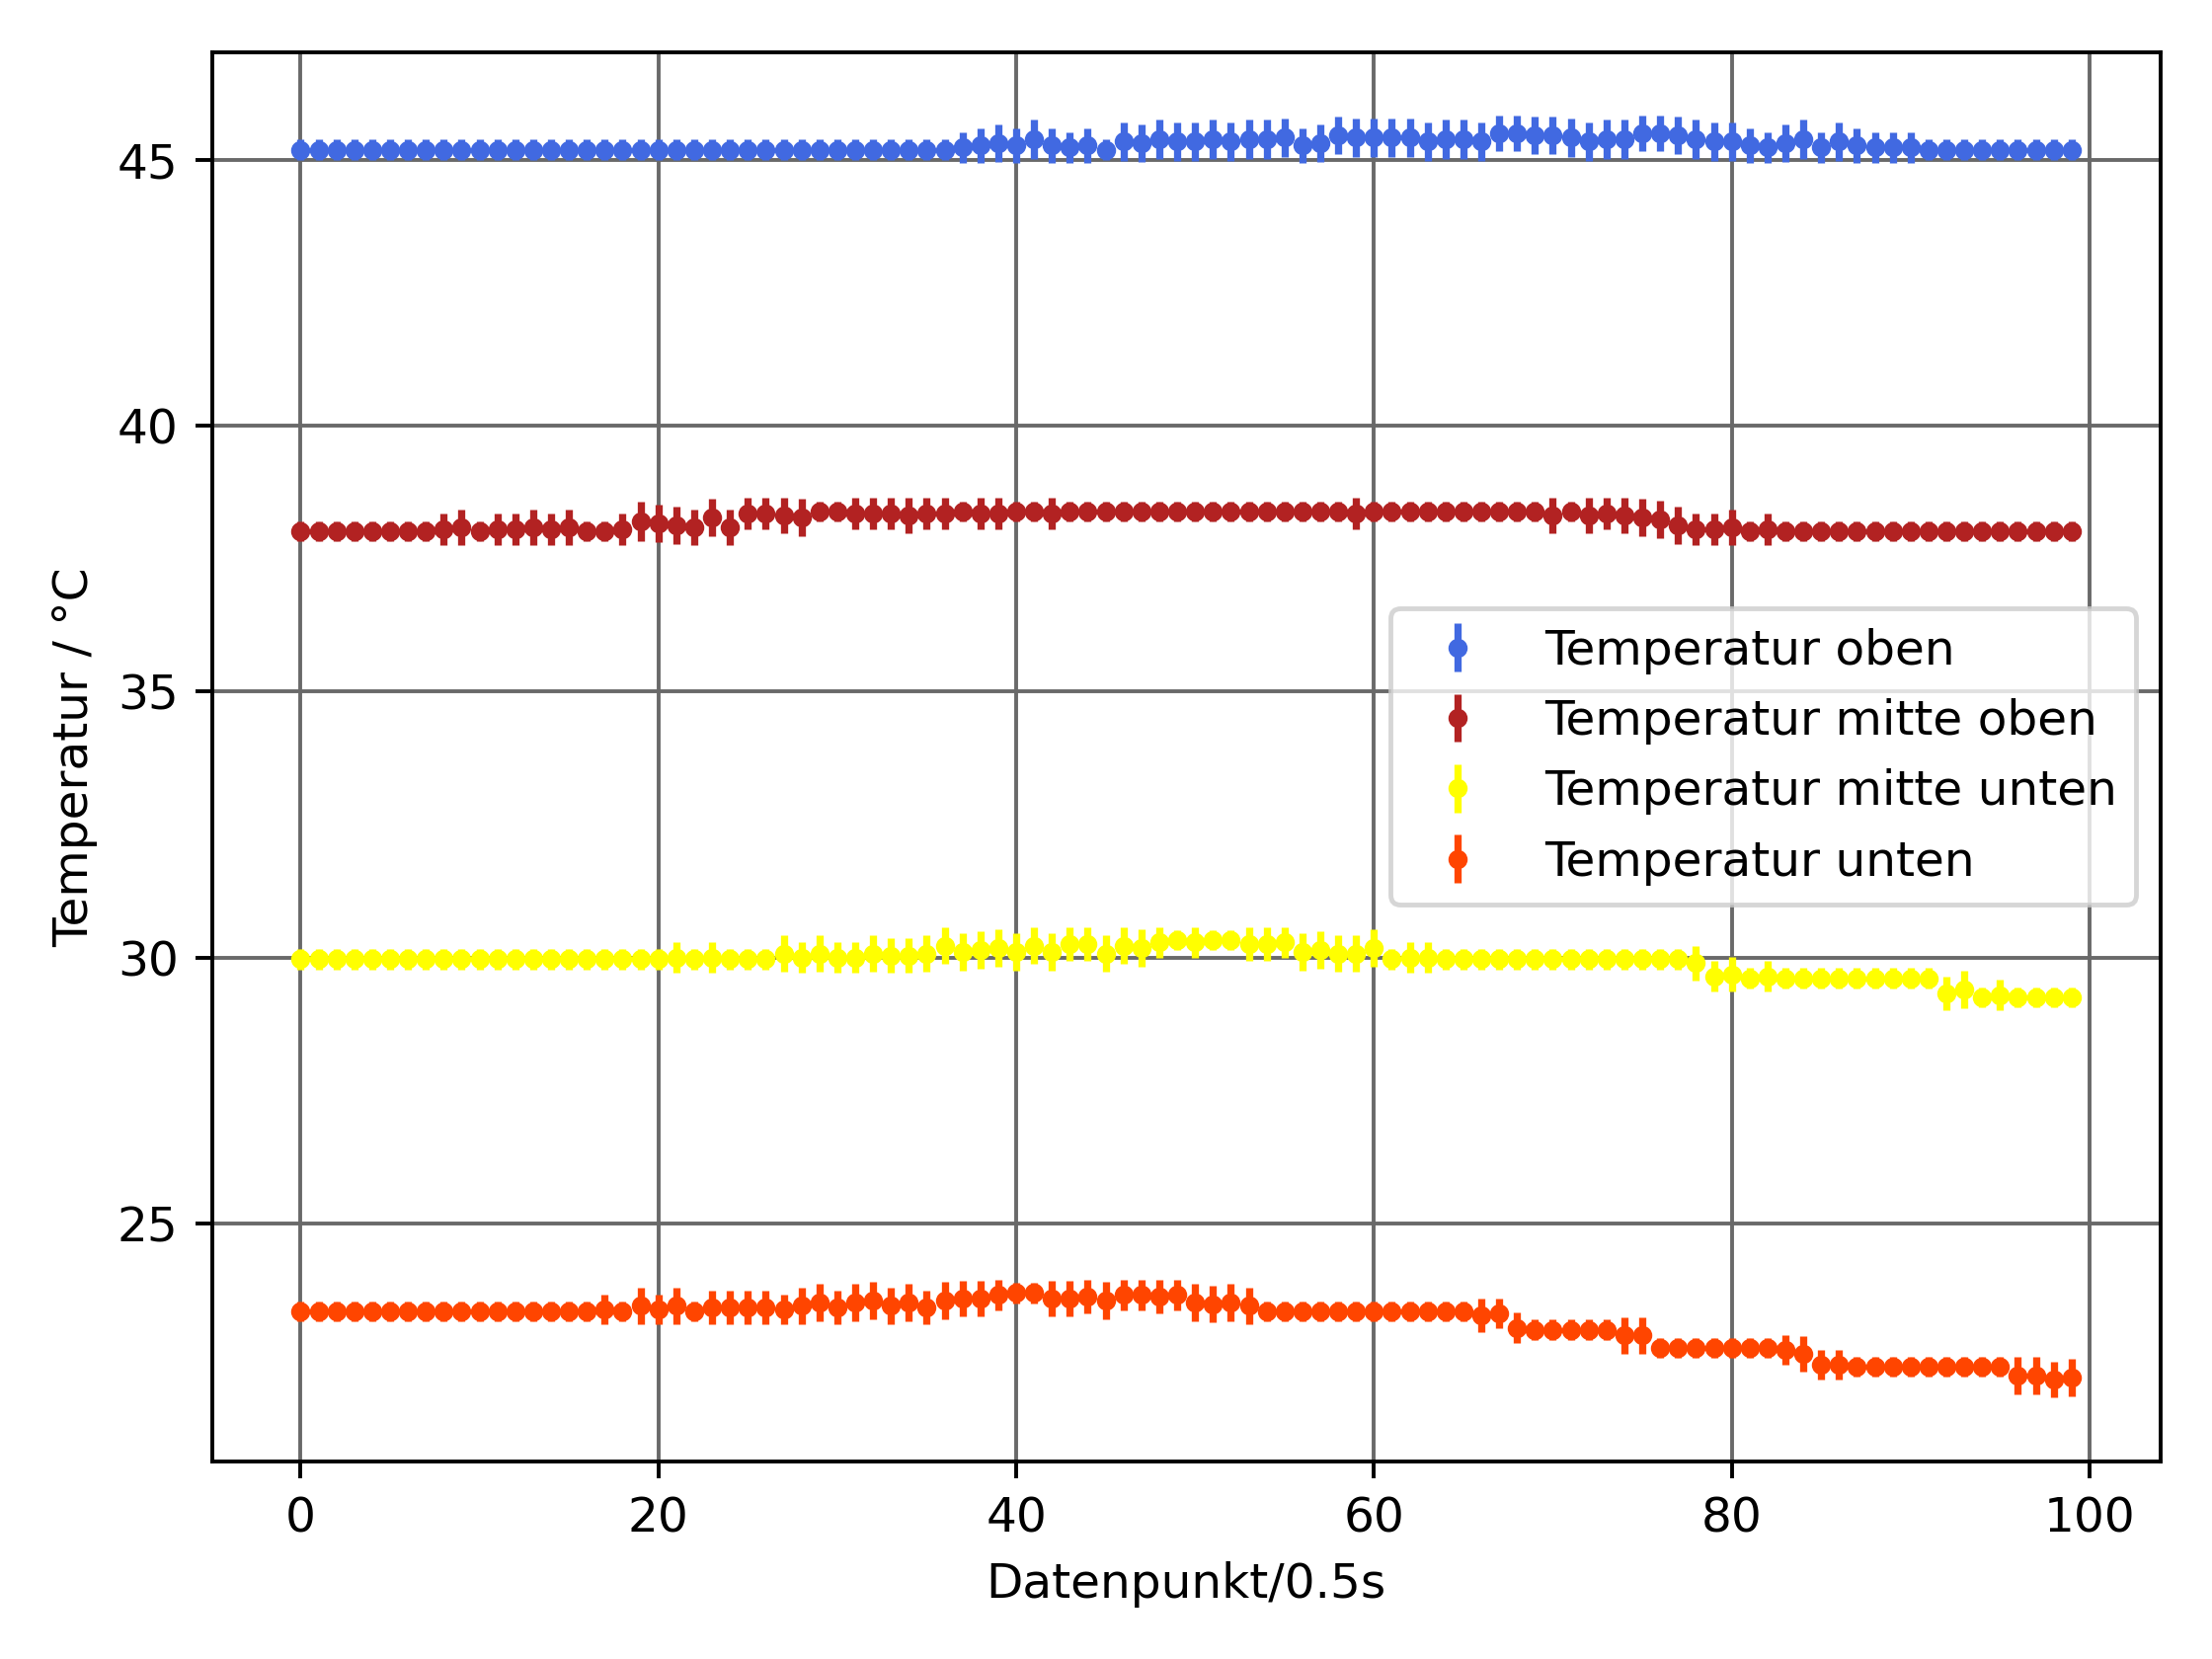 45
40
35
30
25
Temperatur / °C
Temperatur oben
Temperatur mitte oben
Temperatur mitte unten
Temperatur unten
0 20 40 60 80 100
Datenpunkt/0.5s